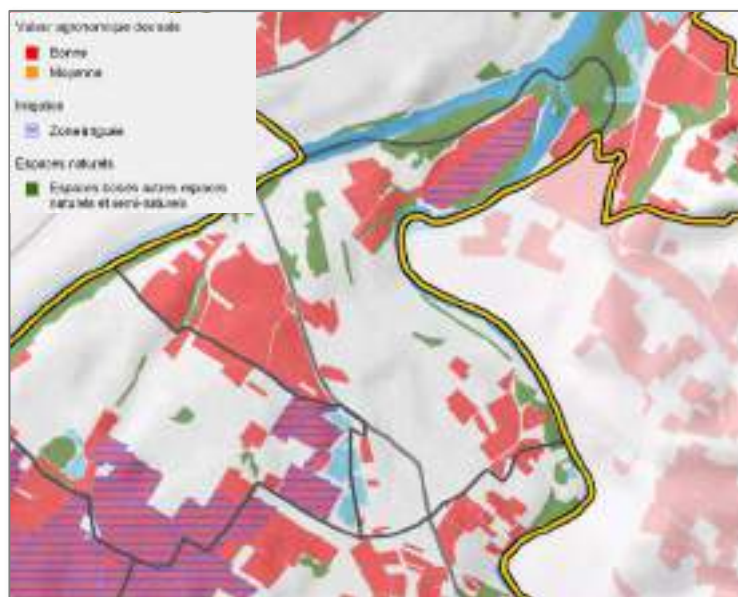 Valeur agronomique des sols
Bonne
Moyenne
Irrigation
Zone irriguée
Espaces naturels
Espaces boisés autres espaces
naturels et semi-naturels